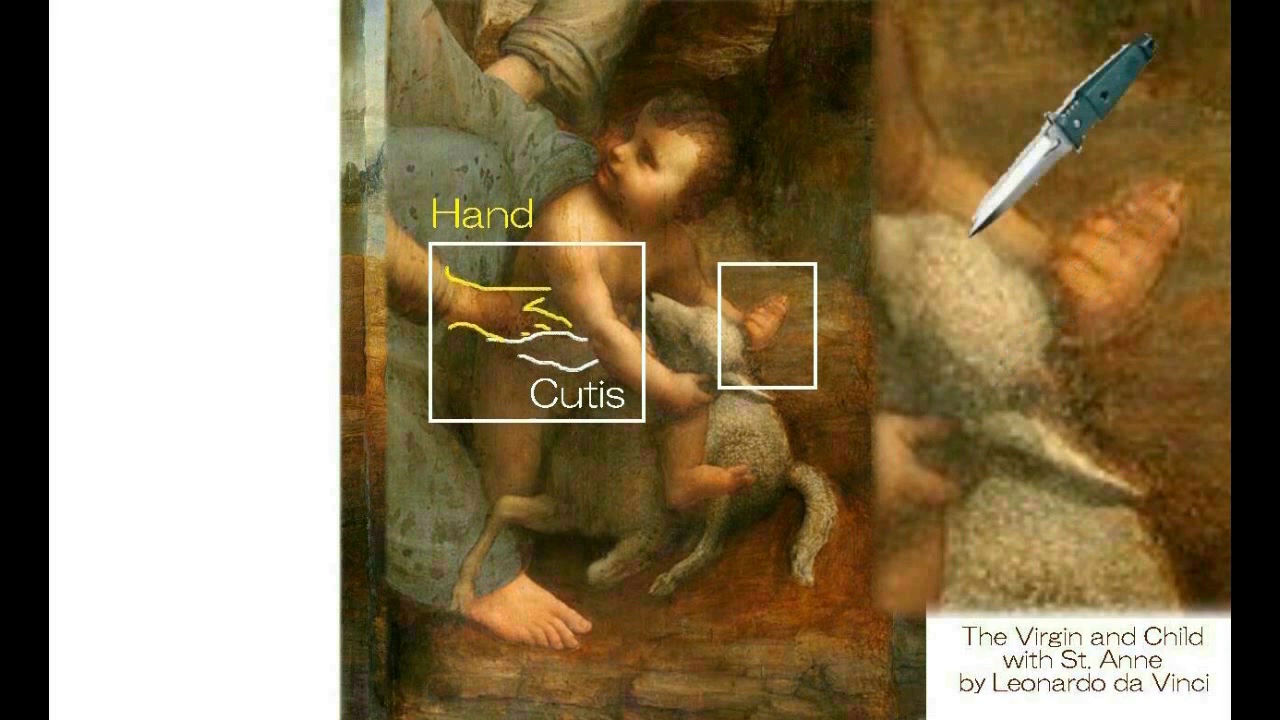 Hand
Cutis
The Virgin and Child
with St. Anne
by Leonardo da Vinci